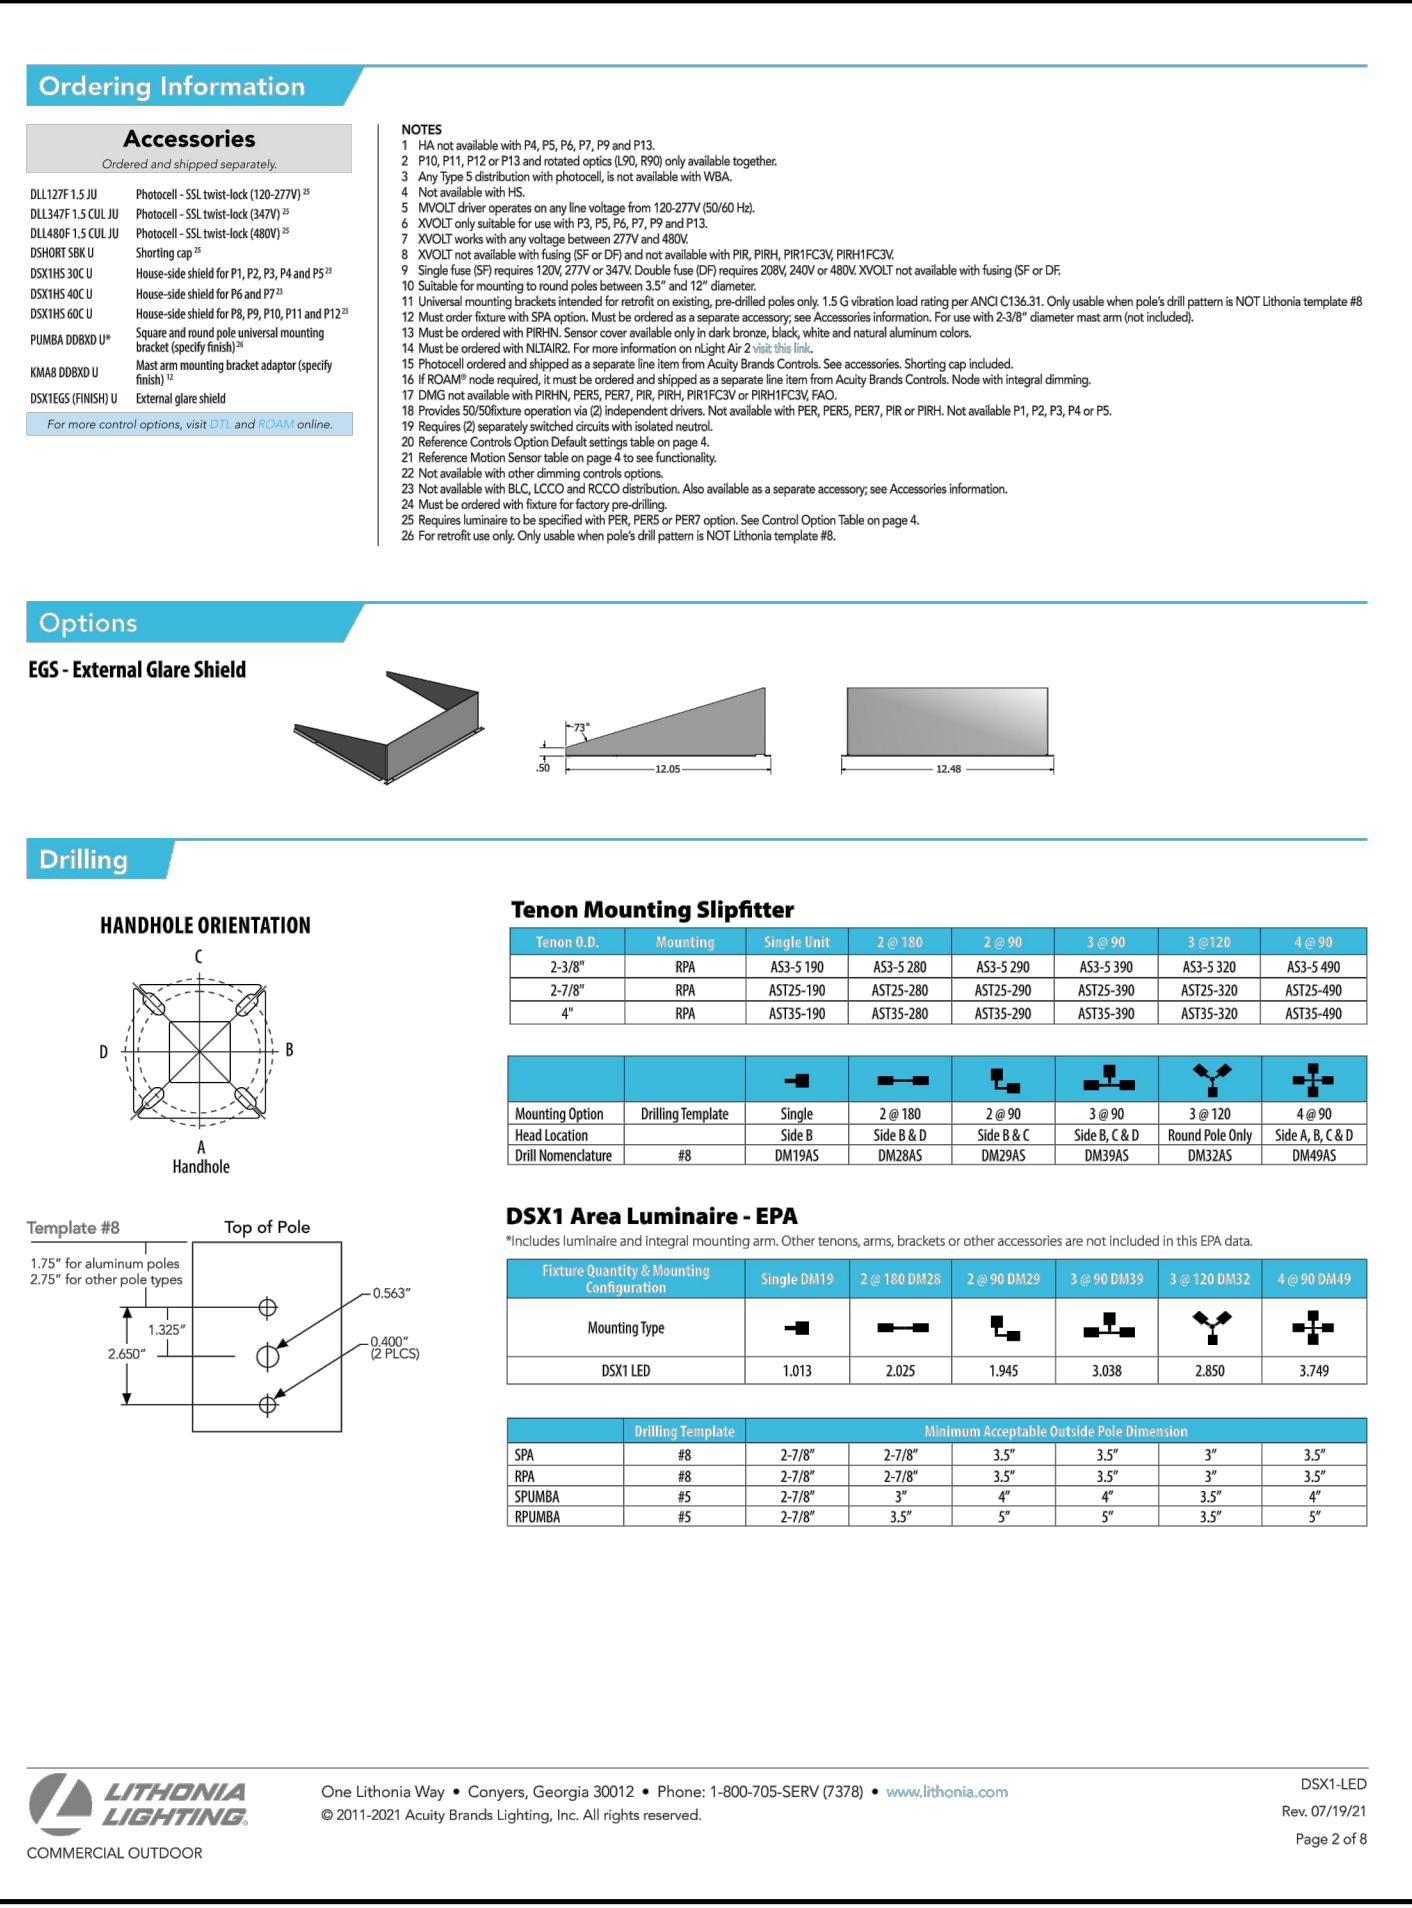 Ordering Information
Accessories
Ordered and shipped separately.
DLL127F 1.5 JU Photocell - SSL twist-lock (120-277V) 25
DLL347F 1.5 CUL JU Photocell - SSL twist-lock (347V) 25
DLL480F 1.5 CUL JU Photocell - SSL twist-lock (480V) 25
DSHORT SBK U Shorting cap 25
DSX1HS 30C U House-side shield for P1, P2, P3, P4 and P5 23
DSX1HS 40C U House-side shield for P6 and P7 23
DSX1HS 60C U House-side shield for P8, P9, P10, P11 and P12 23
PUMBA DDBXD U* Square and round pole universal mounting
bracket (specify finish) 26
KMA8 DDBXD U Mast arm mounting bracket adaptor (specify
finish) 12
DSX1EGS (FINISH) U External glare shield
For more control options, visit DTL and ROAM online.
NOTES
1 HA not available with P4, P5, P6, P7, P9 and P13.
2 P10, P11, P12 or P13 and rotated optics (L90, R90) only available together.
3 Any Type 5 distribution with photocell, is not available with WBA.
4 Not available with HS.
5 MVOLT driver operates on any line voltage from 120-277V (50/60 Hz).
6 XVOLT only suitable for use with P3, P5, P6, P7, P9 and P13.
7 XVOLT works with any voltage between 277V and 480V.
8 XVOLT not available with fusing (SF or DF) and not available with PIR, PIRH, PIR1FC3V, PIRH1FC3V.
9 Single fuse (SF) requires 120V, 277V or 347V. Double fuse (DF) requires 208V, 240V or 480V. XVOLT not available with fusing (SF or DF.
10 Suitable for mounting to round poles between 3.5" and 12" diameter.
11 Universal mounting brackets intended for retrofit on existing, pre-drilled poles only. 1.5 G vibration load rating per ANCI C136.31. Only usable when pole's drill pattern is NOT Lithonia template #8
12 Must order fixture with SPA option. Must be ordered as a separate accessory; see Accessories information. For use with 2-3/8" diameter mast arm (not included).
13 Must be ordered with PIRHN. Sensor cover available only in dark bronze, black, white and natural aluminum colors.
14 Must be ordered with NLTAIR2. For more information on nLight Air 2 visit this link.
15 Photocell ordered and shipped as a separate line item from Acuity Brands Controls. See accessories. Shorting cap included.
16 If ROAM® node required, it must be ordered and shipped as a separate line item from Acuity Brands Controls. Node with integral dimming.
17 DMG not available with PIRHN, PER5, PER7, PIR, PIRH, PIR1FC3V or PIRH1FC3V, FAO.
18 Provides 50/50fixture operation via (2) independent drivers. Not available with PER, PER5, PER7, PIR or PIRH. Not available P1, P2, P3, P4 or P5.
19 Requires (2) separately switched circuits with isolated neutrol.
20 Reference Controls Option Default settings table on page 4.
21 Reference Motion Sensor table on page 4 to see functionality.
22 Not available with other dimming controls options.
23 Not available with BLC, LCCO and RCCO distribution. Also available as a separate accessory; see Accessories information.
24 Must be ordered with fixture for factory pre-drilling.
25 Requires luminaire to be specified with PER, PER5 or PER7 option. See Control Option Table on page 4.
26 For retrofit use only. Only usable when pole's drill pattern is NOT Lithonia template #8.
Options
EGS - External Glare Shield
73°
.50
12.05
12.48
Drilling
HANDHOLE ORIENTATION
C
D
B
A
Handhole
Template #8
Top of Pole
1.75" for aluminum poles
2.75" for other pole types
0.563"
1.325"
0.400"
(2 PLCS)
2.650"
Tenon Mounting Slipfitter
Tenon O.D. Mounting Single Unit 2 @ 180 2 @ 90 3 @ 90 3 @120 4 @ 90
2-3/8" RPA AS3-5 190 AS3-5 280 AS3-5 290 AS3-5 390 AS3-5 320 AS3-5 490
2-7/8" RPA AST25-190 AST25-280 AST25-290 AST25-390 AST25-320 AST25-490
4" RPA AST35-190 AST35-280 AST35-290 AST35-390 AST35-320 AST35-490
Mounting Option Drilling Template Single 2 @ 180 2 @ 90 3 @ 90 3 @ 120 4 @ 90
Head Location Side B Side B & D Side B & C Side B, C & D Round Pole Only Side A, B, C & D
Drill Nomenclature #8 DM19AS DM28AS DM29AS DM39AS DM32AS DM49AS
DSX1 Area Luminaire - EPA
*Includes luminaire and integral mounting arm. Other tenons, arms, brackets or other accessories are not included in this EPA data.
Fixture Quantity & Mounting
Configuration Single DM19 2 @ 180 DM28 2 @ 90 DM29 3 @ 90 DM39 3 @ 120 DM32 4 @ 90 DM49
Mounting Type
DSX1 LED 1.013 2.025 1.945 3.038 2.850 3.749
Drilling Template Minimum Acceptable Outside Pole Dimension
SPA #8 2-7/8" 2-7/8" 3.5" 3.5" 3" 3.5"
RPA #8 2-7/8" 2-7/8" 3.5" 3.5" 3" 3.5"
SPUMBA #5 2-7/8" 3" 4" 4" 3.5" 4"
RPUMBA #5 2-7/8" 3.5" 5" 5" 3.5" 5"
LITHONIA
LIGHTING®
COMMERCIAL OUTDOOR
One Lithonia Way • Conyers, Georgia 30012 • Phone: 1-800-705-SERV (7378) • www.lithonia.com
© 2011-2021 Acuity Brands Lighting, Inc. All rights reserved.
DSX1-LED
Rev. 07/19/21
Page 2 of 8